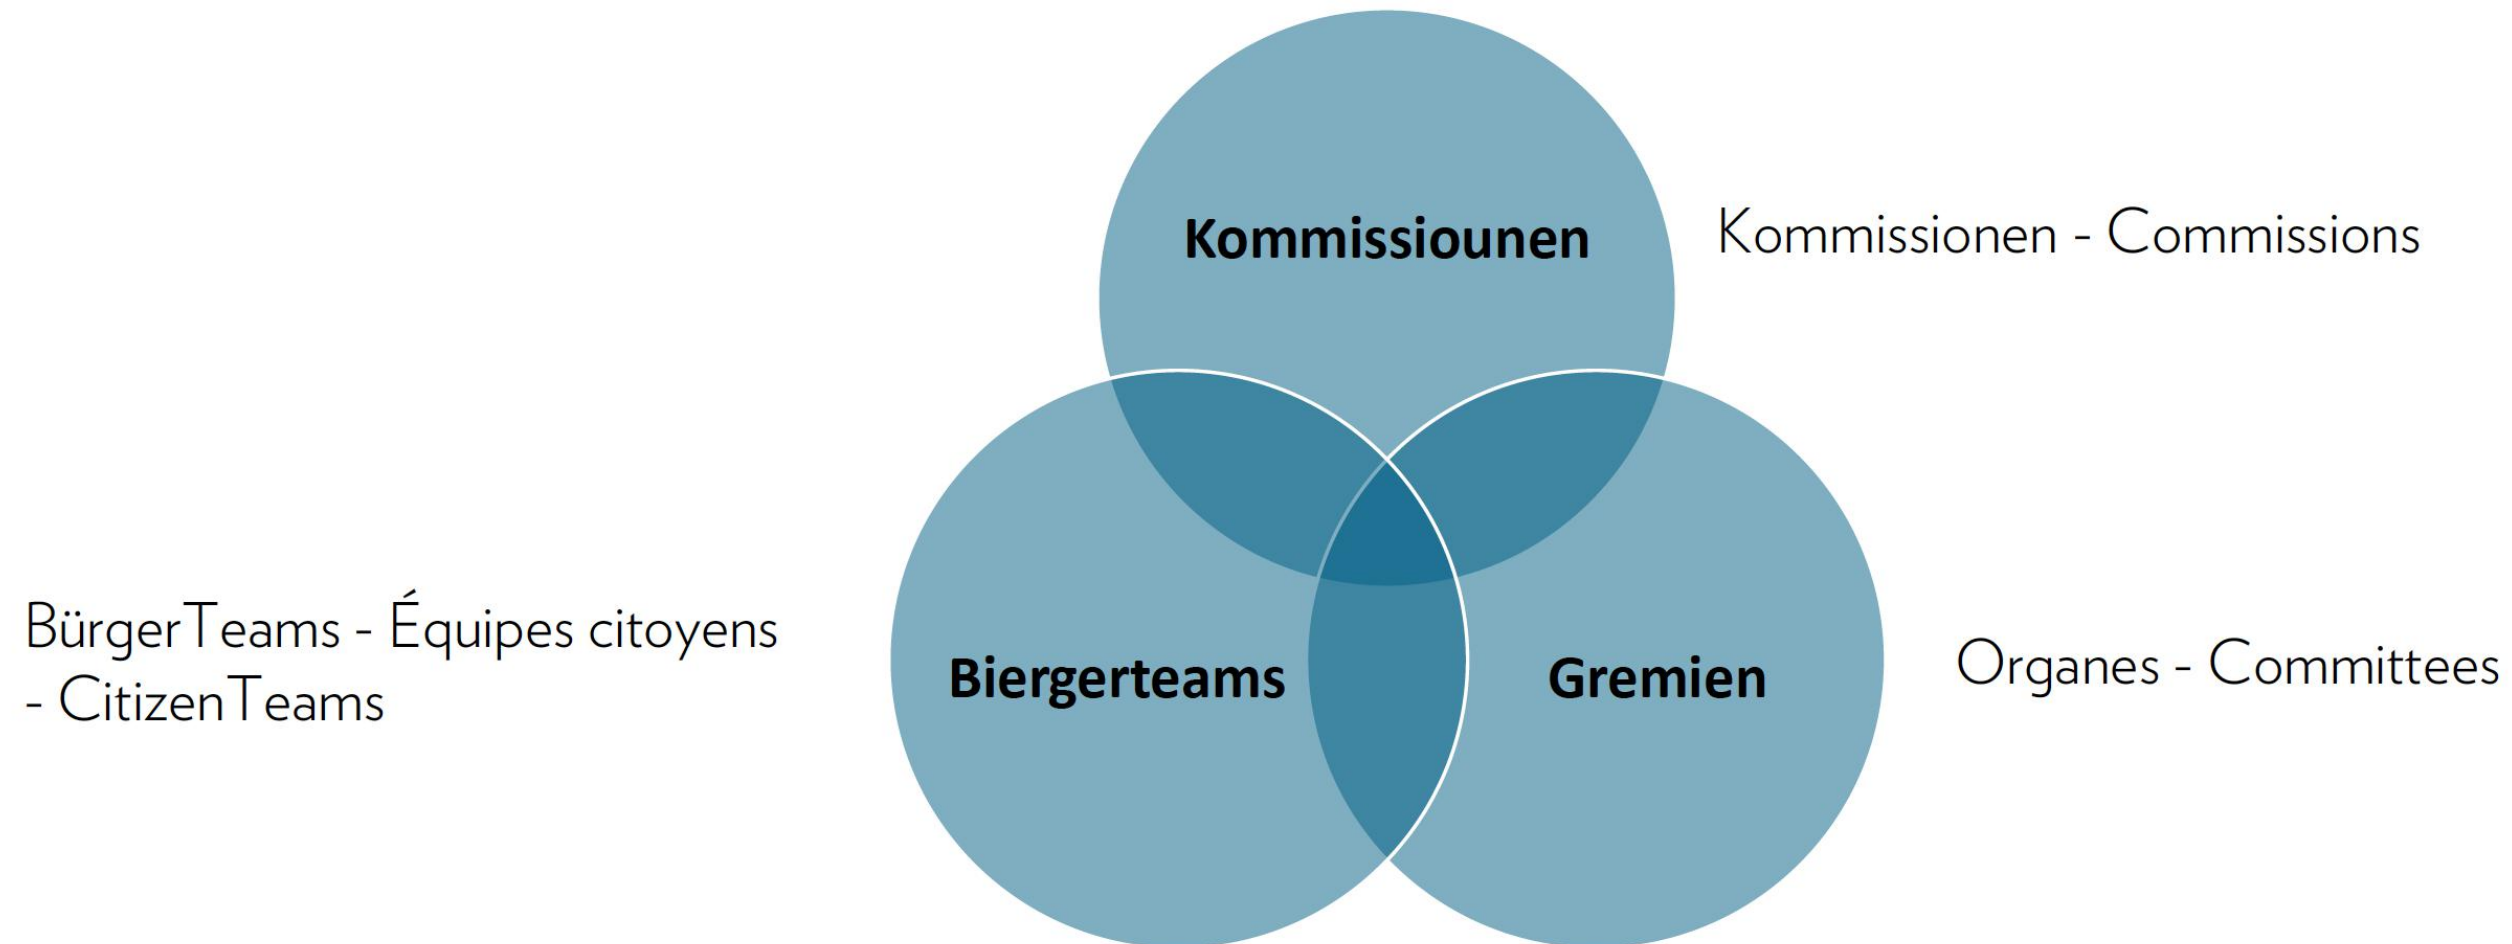 Kommissiounen
Kommissionen - Commissions
BürgerTeams - Équipes citoyens
- CitizenTeams
Biergerteams
Gremien
Organes - Committees